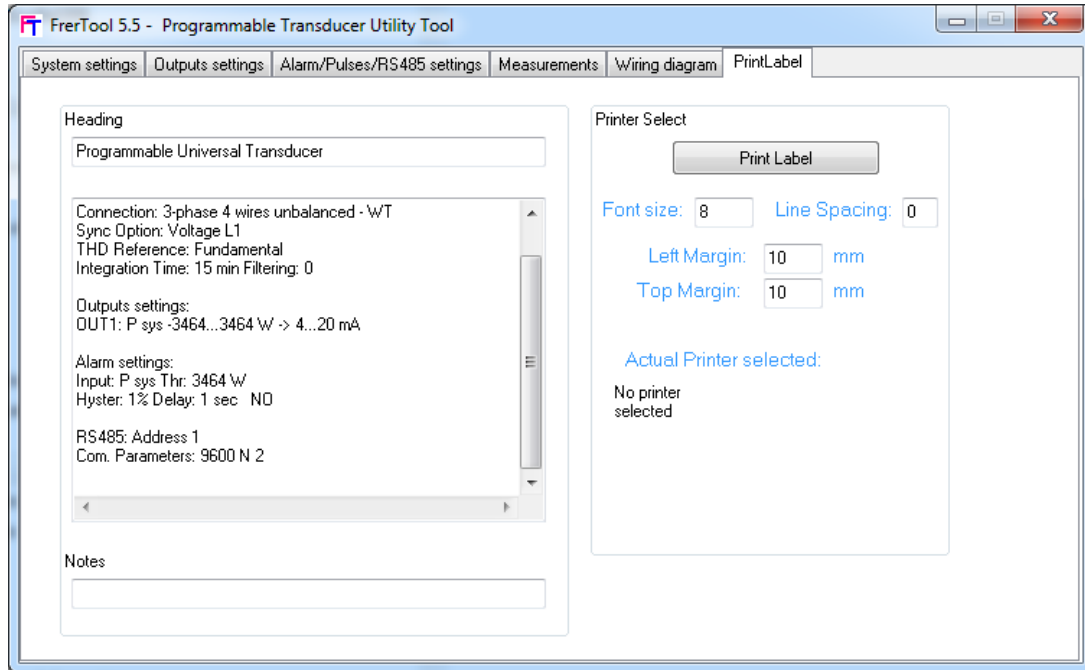 FrerTool 5.5 - Programmable Transducer Utility Tool
System settings Outputs settings Alarm/Pulses/RS485 settings Measurements Wiring diagram PrintLabel
Heading
Programmable Universal Transducer
Connection: 3-phase 4 wires unbalanced - WT
Sync Option: Voltage L1
THD Reference: Fundamental
Integration Time: 15 min Filtering: 0
Outputs settings:
OUT1: P sys -3464...3464 W -> 4...20 mA
Alarm settings:
Input: P sys Thr: 3464 W
Hyster: 1% Delay: 1 sec NO
RS485: Address 1
Com. Parameters: 9600 N 2
Notes
Printer Select
Print Label
Font size: 8 Line Spacing: 0
Left Margin: 10 mm
Top Margin: 10 mm
Actual Printer selected:
No printer
selected